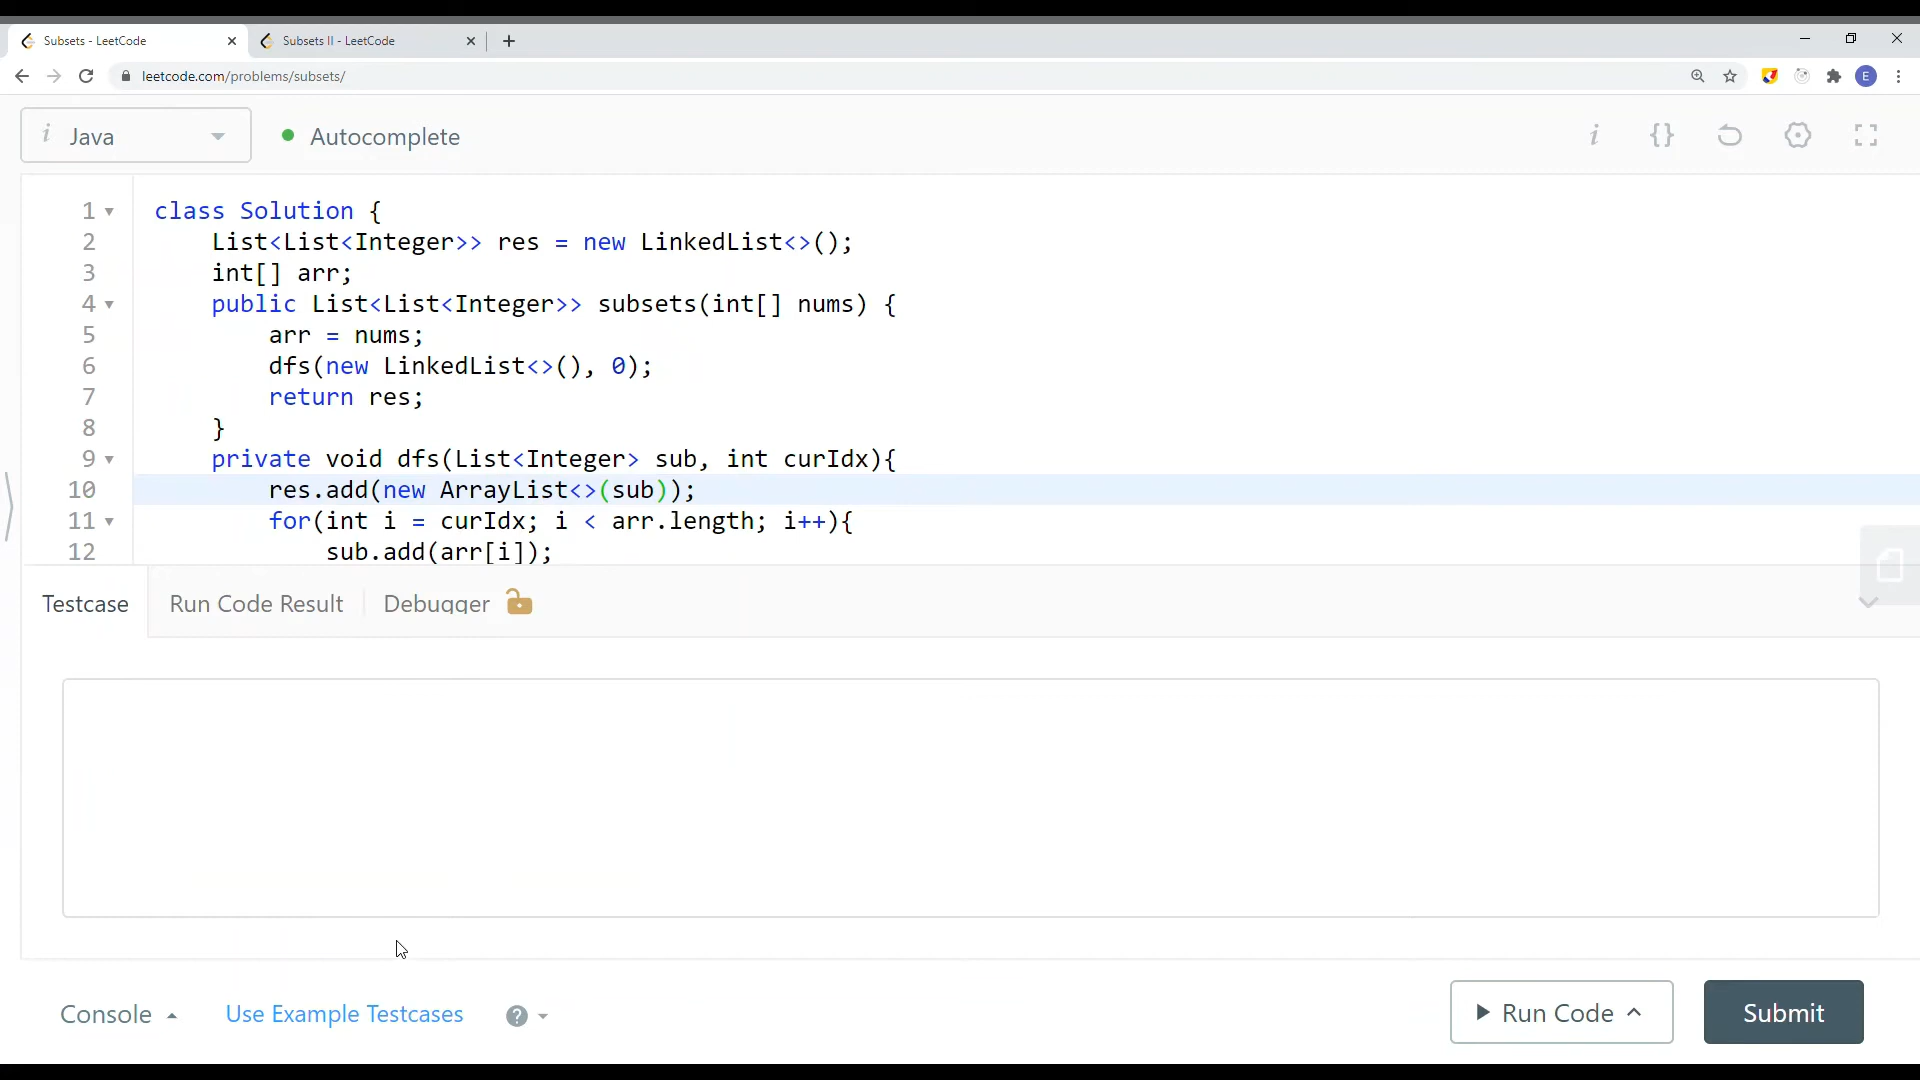 Subsets - LeetCode
Subsets II - LeetCode
leetcode.com/problems/subsets/
E
i Java
Autocomplete
i {}
1 class Solution {
2 List<List<Integer>> res = new LinkedList<>();
3 int[] arr;
4 public List<List<Integer>> subsets(int[] nums) {
5 arr = nums;
6 dfs(new LinkedList<>(), 0);
7 return res;
8 }
9 private void dfs(List<Integer> sub, int curIdx){
10 res.add(new ArrayList<>(sub));
11 for(int i = curIdx; i < arr.length; i++){
12 sub.add(arr[i]);
Testcase Run Code Result Debugger
Console Use Example Testcases ? Run Code Submit